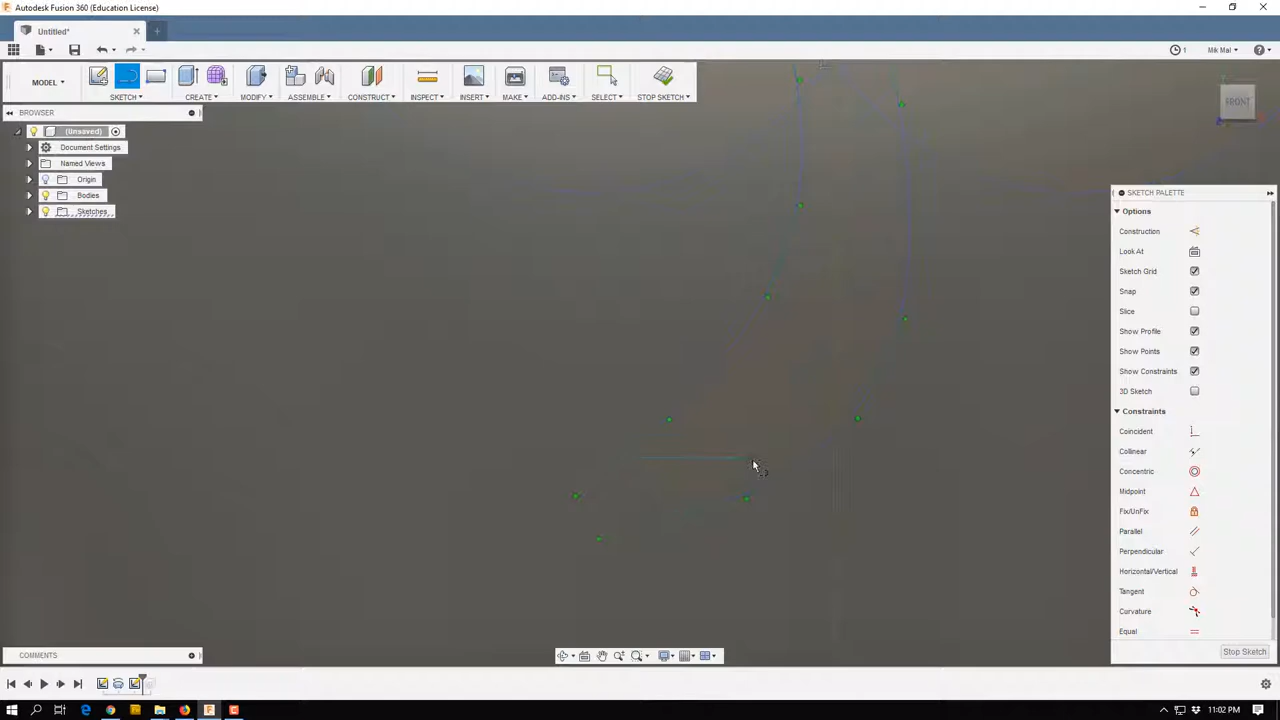 Autodesk Fusion 360 (Education License)
Untitled*
1
Mik Mal
MODEL
SKETCH
CREATE
MODIFY
ASSEMBLE
CONSTRUCT
INSPECT
INSERT
MAKE
ADD-INS
SELECT
STOP SKETCH
FRONT
BROWSER
(Unsaved)
Document Settings
Named Views
Origin
Bodies
Sketches
SKETCH PALETTE
Options
Construction
Look At
Sketch Grid
Snap
Slice
Show Profile
Show Points
Show Constraints
3D Sketch
Constraints
Coincident
Collinear
Concentric
Midpoint
Fix/UnFix
Parallel
Perpendicular
Horizontal/Vertical
Tangent
Curvature
Equal
Stop Sketch
COMMENTS
11:02 PM